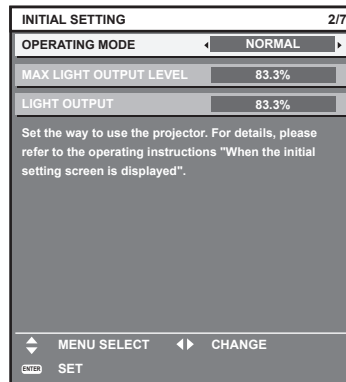 INITIAL SETTING 2/7
OPERATING MODE NORMAL
MAX LIGHT OUTPUT LEVEL 83.3%
LIGHT OUTPUT 83.3%
Set the way to use the projector. For details, please
refer to the operating instructions "When the initial
setting screen is displayed".
MENU SELECT CHANGE
ENTER SET